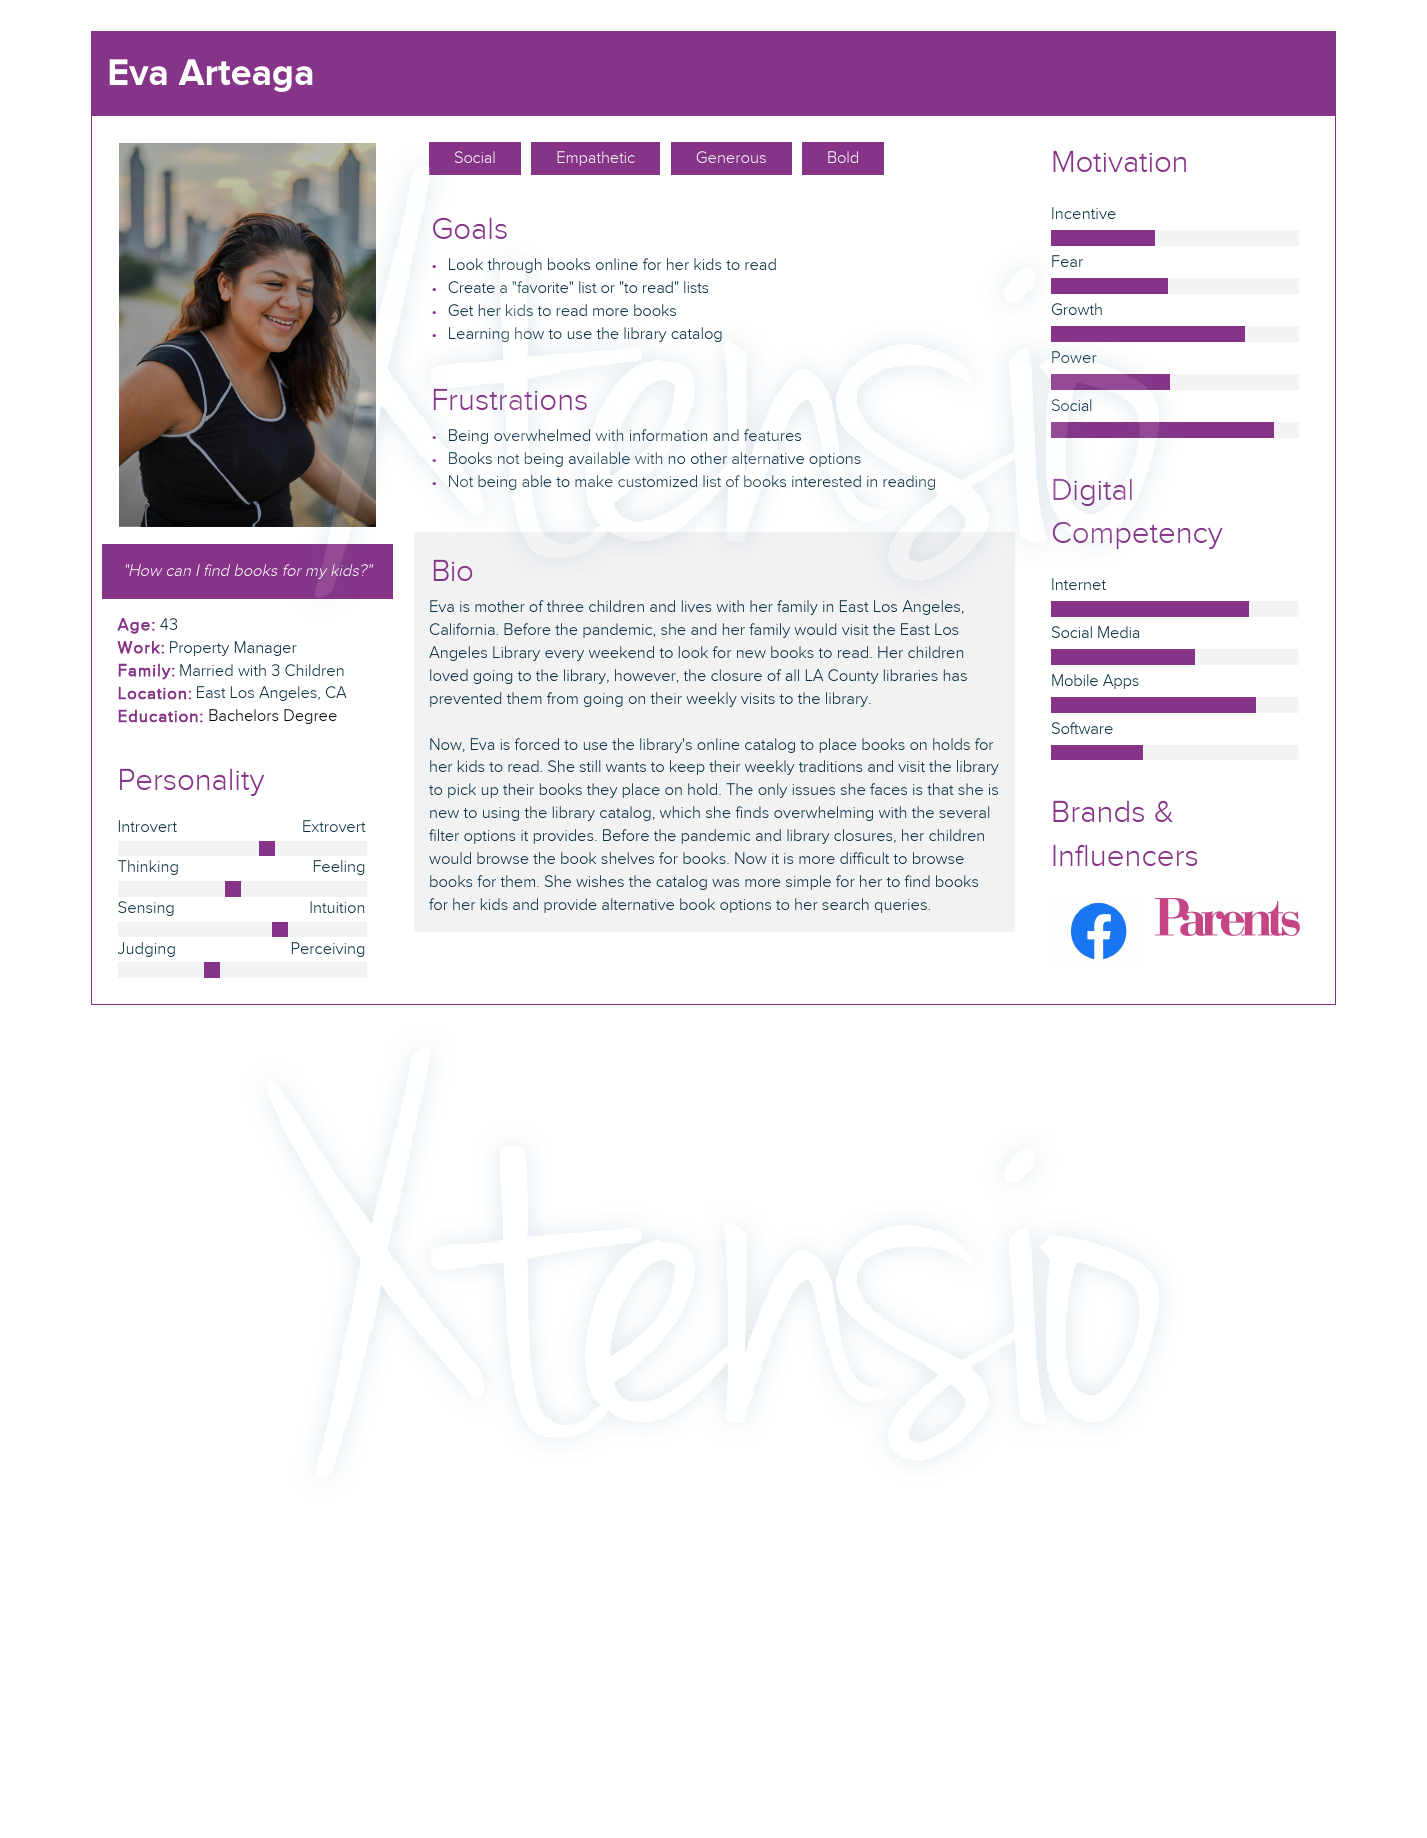 Eva Arteaga
"How can I find books for my kids?"
Age: 43
Work: Property Manager
Family: Married with 3 Children
Location: East Los Angeles, CA
Education: Bachelors Degree
Personality
Introvert Extrovert
Thinking Feeling
Sensing Intuition
Judging Perceiving
Social Empathetic Generous Bold
Goals
• Look through books online for her kids to read
• Create a "favorite" list or "to read" lists
• Get her kids to read more books
• Learning how to use the library catalog
Frustrations
• Being overwhelmed with information and features
• Books not being available with no other alternative options
• Not being able to make customized list of books interested in reading
Bio
Eva is mother of three children and lives with her family in East Los Angeles,
California. Before the pandemic, she and her family would visit the East Los
Angeles Library every weekend to look for new books to read. Her children
loved going to the library, however, the closure of all LA County libraries has
prevented them from going on their weekly visits to the library.
Now, Eva is forced to use the library's online catalog to place books on holds for
her kids to read. She still wants to keep their weekly traditions and visit the library
to pick up their books they place on hold. The only issues she faces is that she is
new to using the library catalog, which she finds overwhelming with the several
filter options it provides. Before the pandemic and library closures, her children
would browse the book shelves for books. Now it is more difficult to browse
books for them. She wishes the catalog was more simple for her to find books
for her kids and provide alternative book options to her search queries.
Motivation
Incentive
Fear
Growth
Power
Social
Digital
Competency
Internet
Social Media
Mobile Apps
Software
Brands &
Influencers
Parents
Xtensio
Xtensio